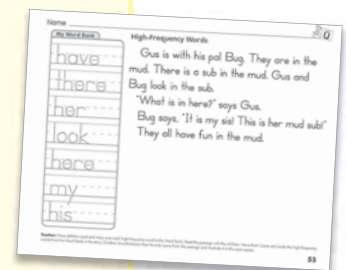 Name
My Word Bank
have
there
her
look
here
my
his
High-Frequency Words
Gus is with his pal Bug. They are in the
mud. There is a sub in the mud. Gus and
Bug look in the sub.
"What is in here?" says Gus.
Bug says, "It is my sis! This is her mud sub!"
They all have fun in the mud.
53